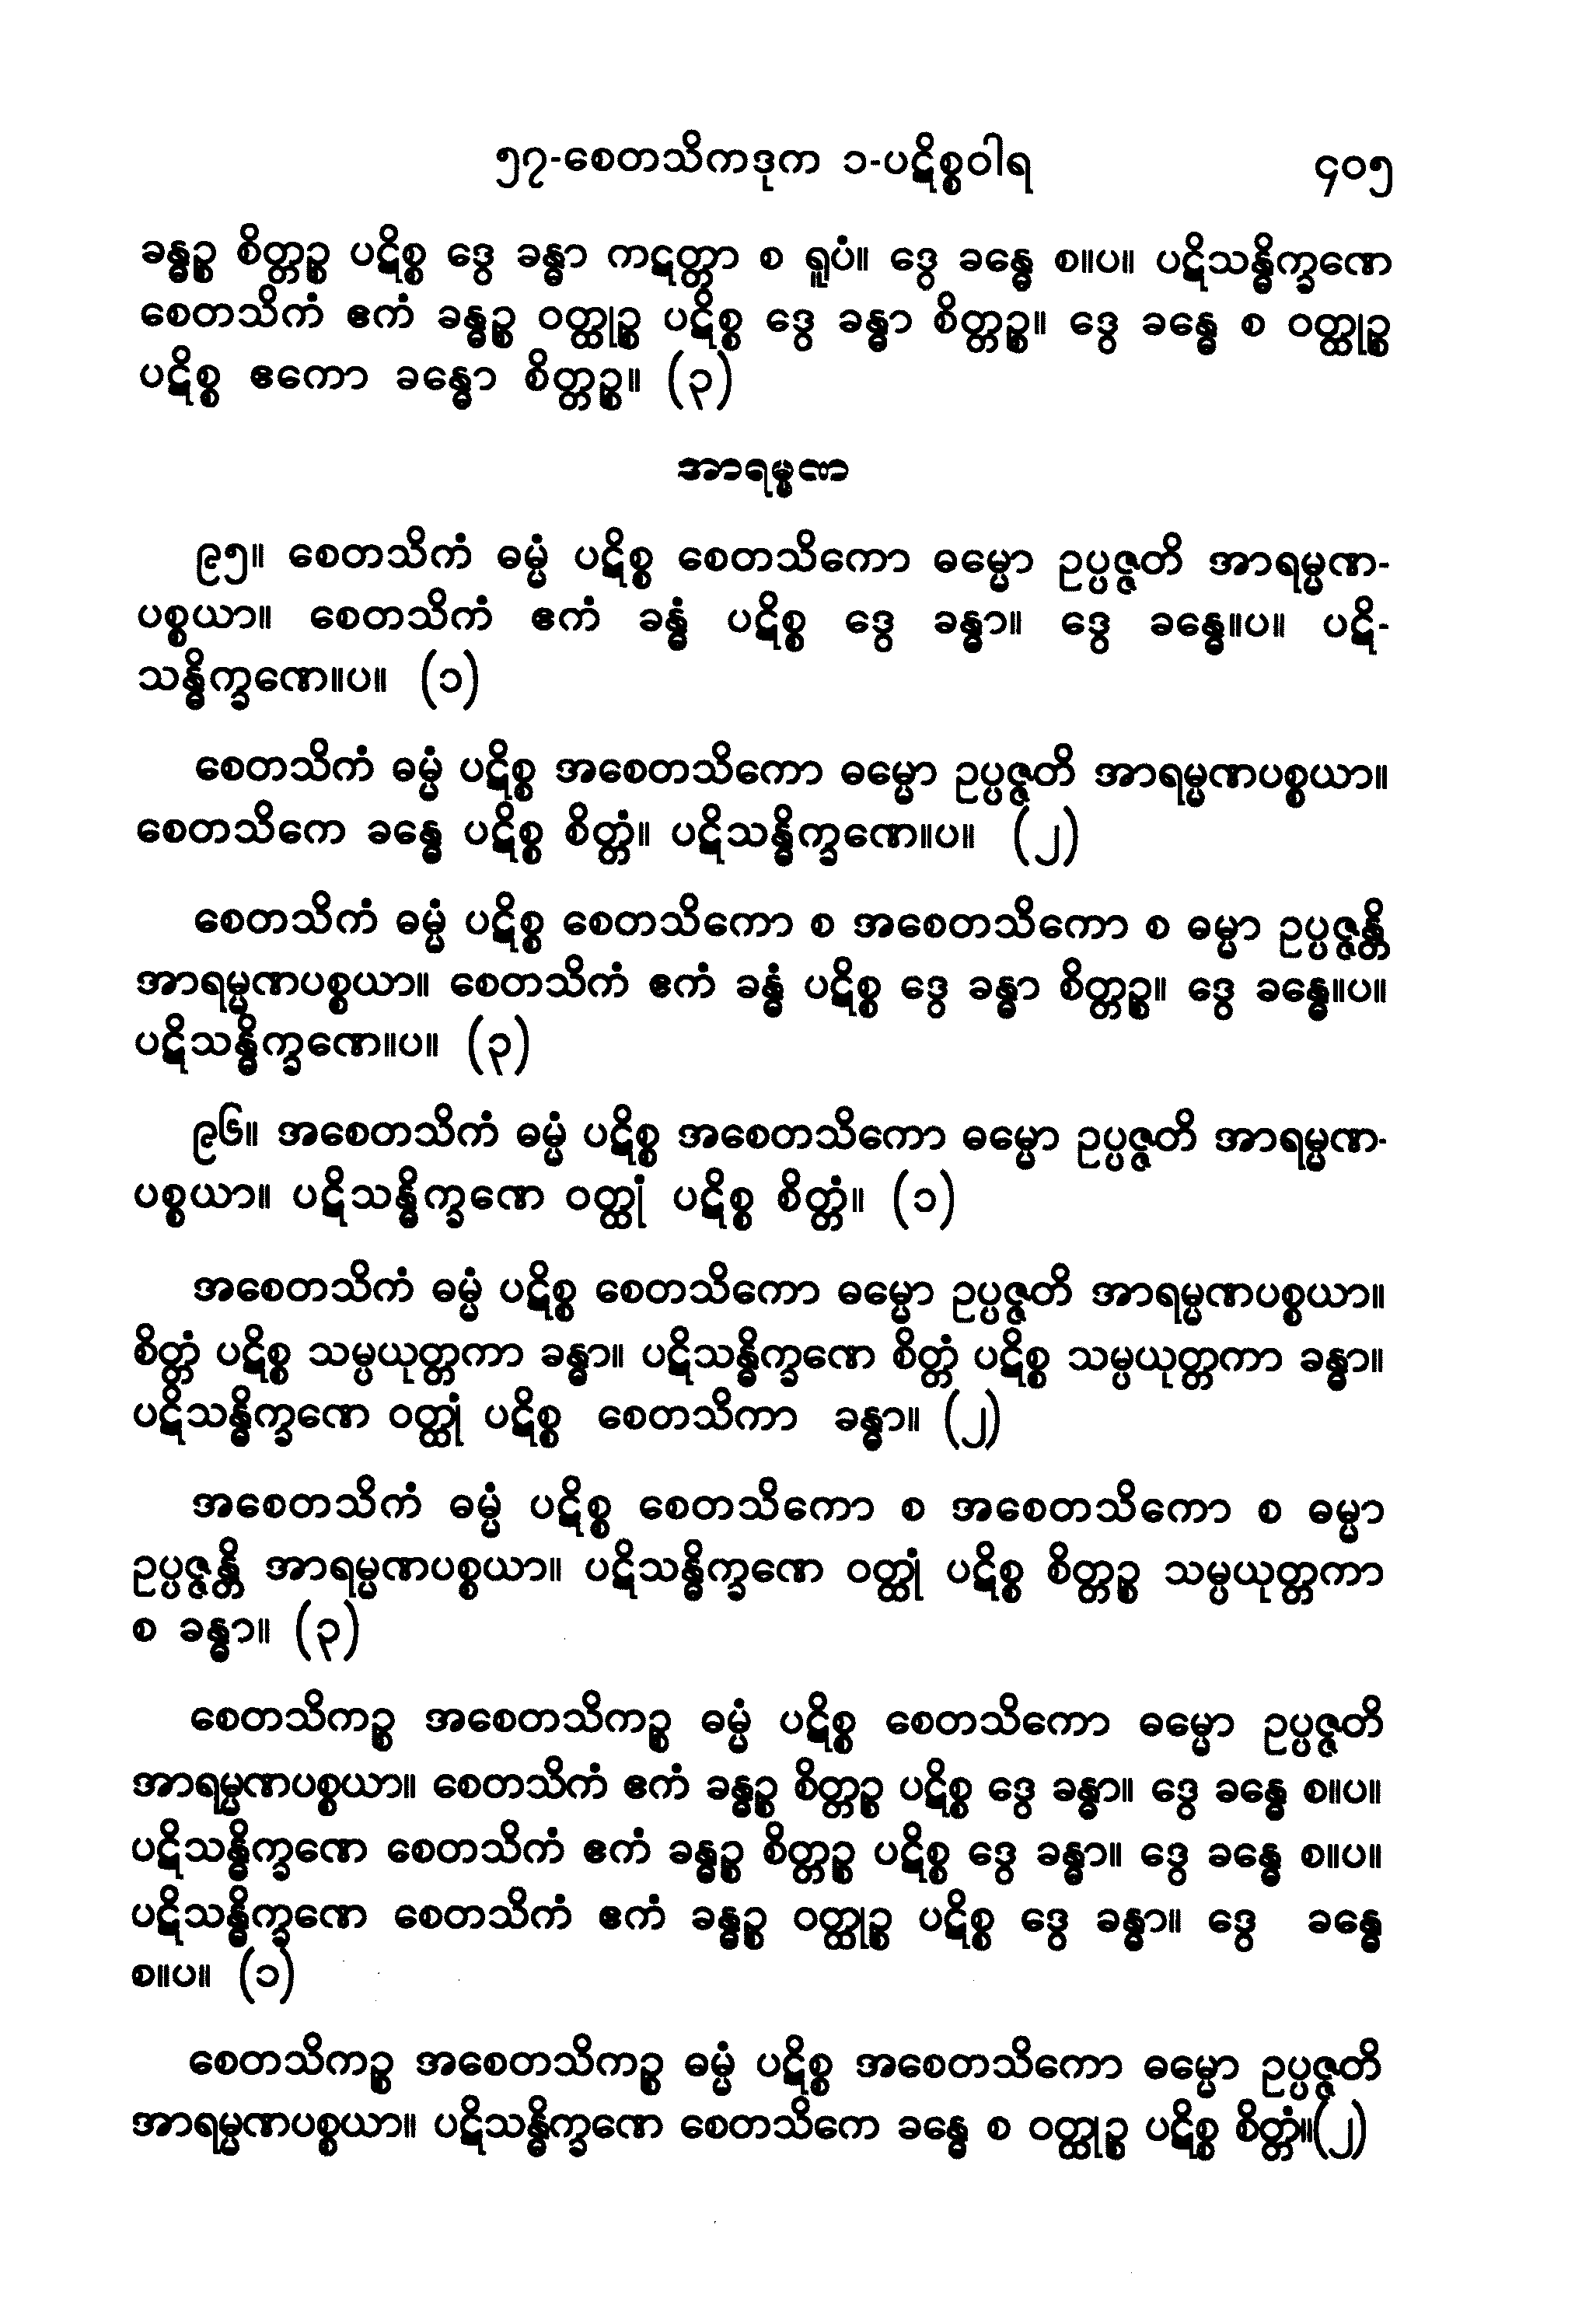 ၅၇-စေတသိကဒုက ၁-ပဋိစ္စဝါရ ၄၀၅
ခန္ဓဉ္စ စိတ္တဉ္စ ပဋိစ္စ ဒွေ ခန္ဓာ ကဋတ္တာ စ ရူပံ။ ဒွေ ခန္ဓေ စ။ပ။ ပဋိသန္ဓိက္ခဏေ
စေတသိကံ ဧကံ ခန္ဓဉ္စ ဝတ္ထုဉ္စ ပဋိစ္စ ဒွေ ခန္ဓာ စိတ္တဉ္စ။ ဒွေ ခန္ဓေ စ ဝတ္ထုဉ္စ
ပဋိစ္စ ဧကော ခန္ဓော စိတ္တဉ္စ။ (၃)
အာရမ္မဏ
၉၅။ စေတသိကံ ဓမ္မံ ပဋိစ္စ စေတသိကော ဓမ္မော ဥပ္ပဇ္ဇတိ အာရမ္မဏ-
ပစ္စယာ။ စေတသိကံ ဧကံ ခန္ဓံ ပဋိစ္စ ဒွေ ခန္ဓာ။ ဒွေ ခန္ဓေ။ပ။ ပဋိ-
သန္ဓိက္ခဏေ။ပ။ (၁)
စေတသိကံ ဓမ္မံ ပဋိစ္စ အစေတသိကော ဓမ္မော ဥပ္ပဇ္ဇတိ အာရမ္မဏပစ္စယာ။
စေတသိကေ ခန္ဓေ ပဋိစ္စ စိတ္တံ။ ပဋိသန္ဓိက္ခဏေ။ပ။ (၂)
စေတသိကံ ဓမ္မံ ပဋိစ္စ စေတသိကော စ အစေတသိကော စ ဓမ္မာ ဥပ္ပဇ္ဇန္တိ
အာရမ္မဏပစ္စယာ။ စေတသိကံ ဧကံ ခန္ဓံ ပဋိစ္စ ဒွေ ခန္ဓာ စိတ္တဉ္စ။ ဒွေ ခန္ဓေ။ပ။
ပဋိသန္ဓိက္ခဏေ။ပ။ (၃)
၉၆။ အစေတသိကံ ဓမ္မံ ပဋိစ္စ အစေတသိကော ဓမ္မော ဥပ္ပဇ္ဇတိ အာရမ္မဏ-
ပစ္စယာ။ ပဋိသန္ဓိက္ခဏေ ဝတ္ထုံ ပဋိစ္စ စိတ္တံ။ (၁)
အစေတသိကံ ဓမ္မံ ပဋိစ္စ စေတသိကော ဓမ္မော ဥပ္ပဇ္ဇတိ အာရမ္မဏပစ္စယာ။
စိတ္တံ ပဋိစ္စ သမ္ပယုတ္တကာ ခန္ဓာ။ ပဋိသန္ဓိက္ခဏေ စိတ္တံ ပဋိစ္စ သမ္ပယုတ္တကာ ခန္ဓာ။
ပဋိသန္ဓိက္ခဏေ ဝတ္ထုံ ပဋိစ္စ စေတသိကာ ခန္ဓာ။ (၂)
အစေတသိကံ ဓမ္မံ ပဋိစ္စ စေတသိကော စ အစေတသိကော စ ဓမ္မာ
ဥပ္ပဇ္ဇန္တိ အာရမ္မဏပစ္စယာ။ ပဋိသန္ဓိက္ခဏေ ဝတ္ထုံ ပဋိစ္စ စိတ္တဉ္စ သမ္ပယုတ္တကာ
စ ခန္ဓာ။ (၃)
စေတသိကဉ္စ အစေတသိကဉ္စ ဓမ္မံ ပဋိစ္စ စေတသိကော ဓမ္မော ဥပ္ပဇ္ဇတိ
အာရမ္မဏပစ္စယာ။ စေတသိကံ ဧကံ ခန္ဓဉ္စ စိတ္တဉ္စ ပဋိစ္စ ဒွေ ခန္ဓာ။ ဒွေ ခန္ဓေ စ။ပ။
ပဋိသန္ဓိက္ခဏေ စေတသိကံ ဧကံ ခန္ဓဉ္စ စိတ္တဉ္စ ပဋိစ္စ ဒွေ ခန္ဓာ။ ဒွေ ခန္ဓေ စ။ပ။
ပဋိသန္ဓိက္ခဏေ စေတသိကံ ဧကံ ခန္ဓဉ္စ ဝတ္ထုဉ္စ ပဋိစ္စ ဒွေ ခန္ဓာ။ ဒွေ ခန္ဓေ
စ။ပ။ (၁)
စေတသိကဉ္စ အစေတသိကဉ္စ ဓမ္မံ ပဋိစ္စ အစေတသိကော ဓမ္မော ဥပ္ပဇ္ဇတိ
အာရမ္မဏပစ္စယာ။ ပဋိသန္ဓိက္ခဏေ စေတသိကေ ခန္ဓေ စ ဝတ္ထုဉ္စ ပဋိစ္စ စိတ္တံ။(၂)